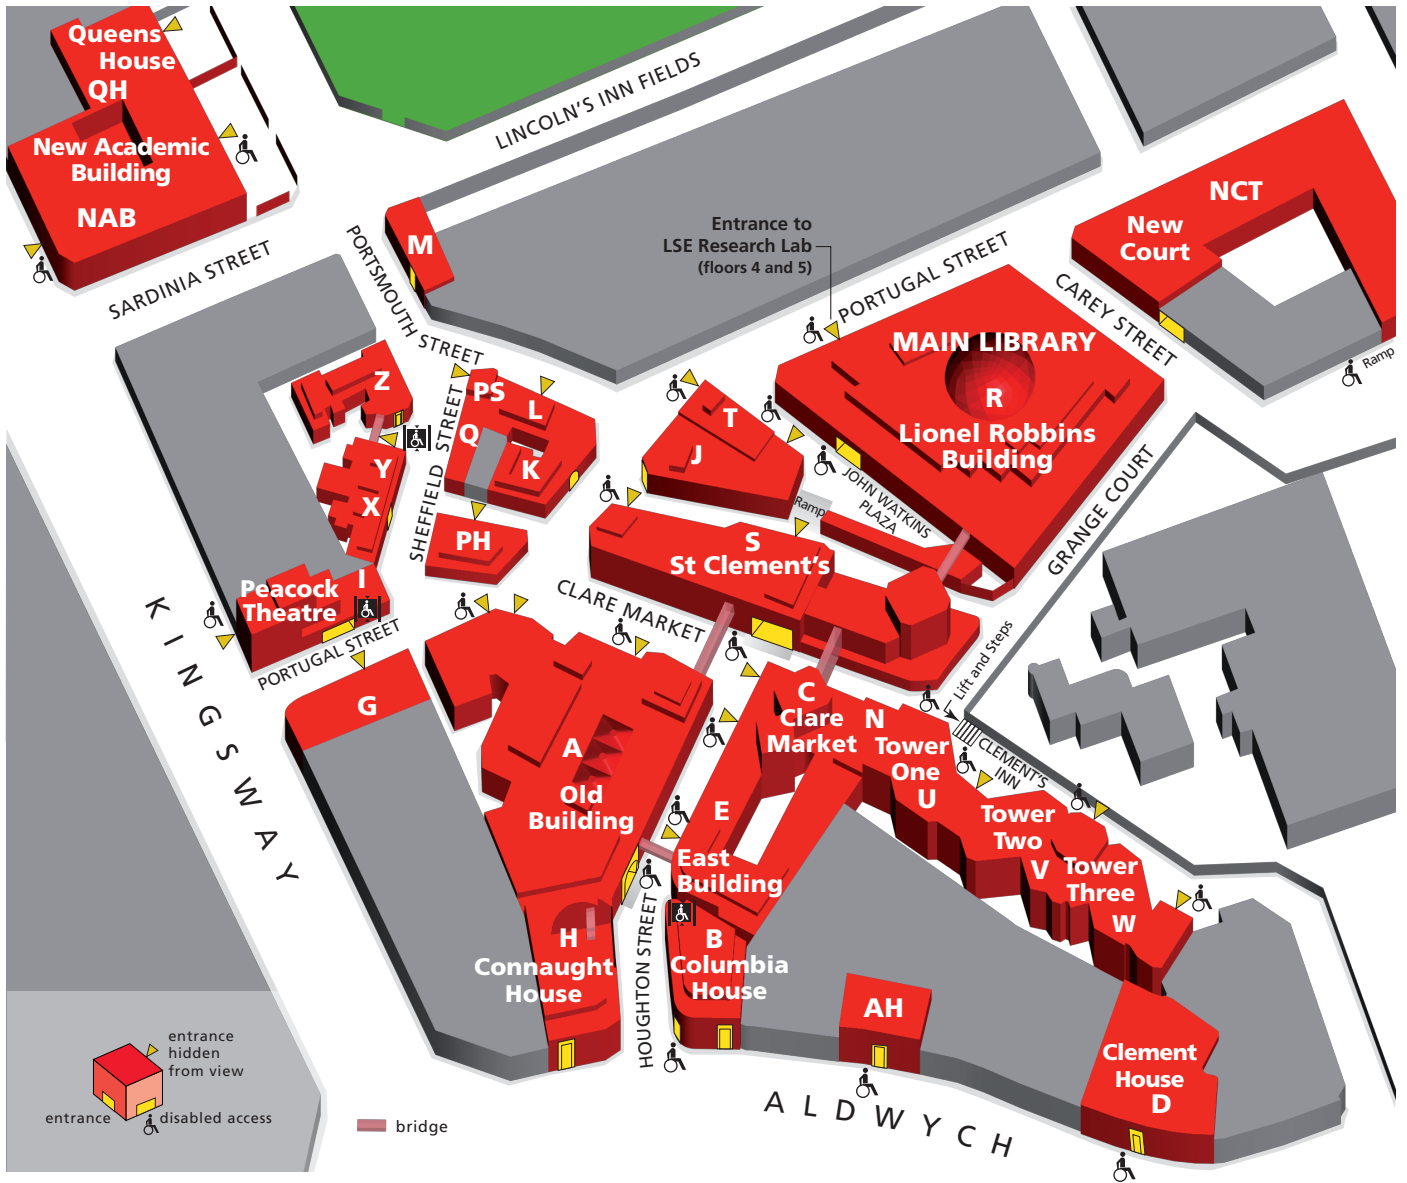 Queens
House
QH
New Academic
Building
NAB
SARDINIA STREET
LINCOLN'S INN FIELDS
PORTSMOUTH STREET
M
Entrance to
LSE Research Lab
(floors 4 and 5)
PORTUGAL STREET
NCT
New
Court
CAREY STREET
Ramp
MAIN LIBRARY
R
Lionel Robbins
Building
Z
PS
L
Q
K
SHEFFIELD STREET
Y
X
T
J
JOHN WATKINS
PLAZA
Ramp
GRANGE COURT
PH
S
St Clement's
I
Peacock
Theatre
PORTUGAL STREET
CLARE MARKET
KINGSWAY
G
A
Old
Building
C
Clare
Market
N
Tower
One
U
Lift and Steps
CLEMENT'S
INN
Tower
Two
V
Tower
Three
W
E
East
Building
H
Connaught
House
HOUGHTON STREET
B
Columbia
House
AH
Clement
House
D
ALDWYCH
entrance
hidden
from view
entrance
disabled access
bridge